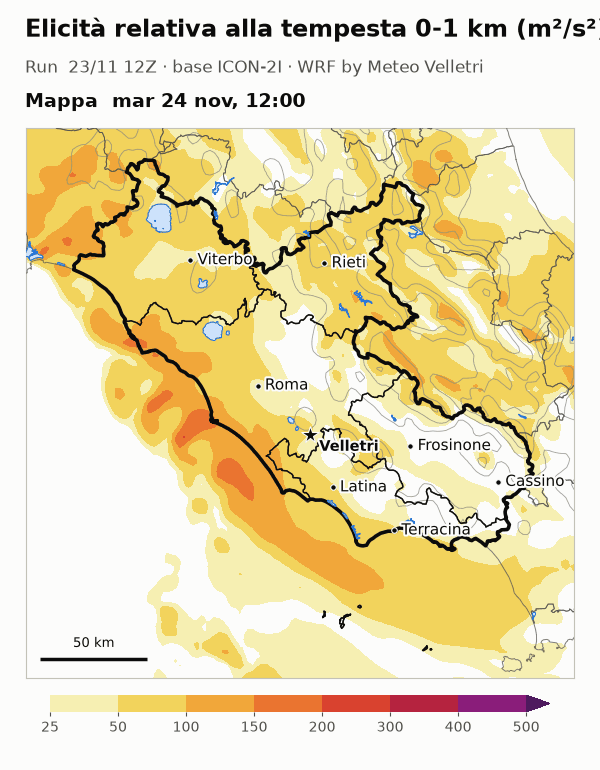 Elicità relativa alla tempesta 0-1 km (m²/s²)
Run 23/11 12Z · base ICON-2I · WRF by Meteo Velletri
Mappa mar 24 nov, 12:00
Viterbo
Rieti
Roma
Velletri
Frosinone
Cassino
Latina
Terracina
50 km
25 50 100 150 200 300 400 500